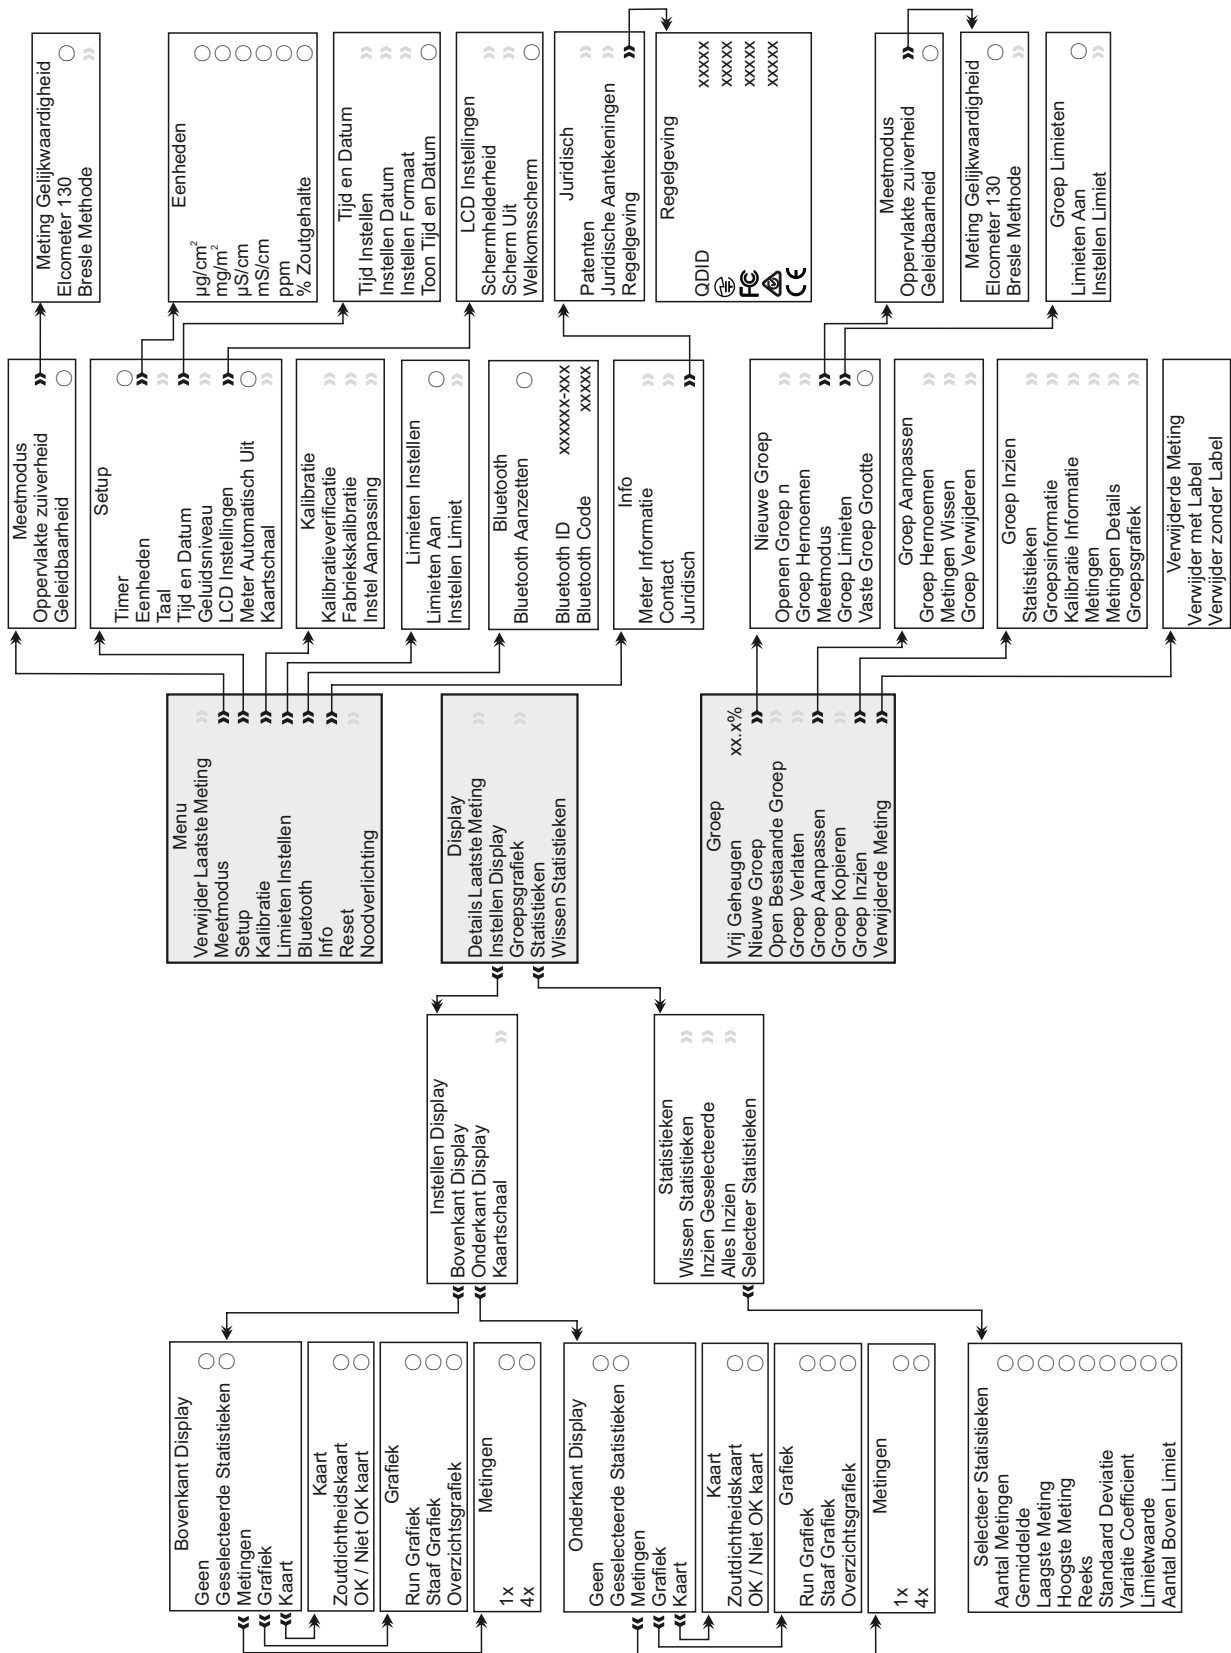 Menu
Verwijder Laatste Meting
Meetmodus
Setup
Kalibratie
Limieten Instellen
Bluetooth
Info
Reset
Noodverlichting
Meetmodus
Oppervlakte zuiverheid
Geleidbaarheid
Meting Gelijkwaardigheid
Elcometer 130
Bresle Methode
Setup
Timer
Eenheden
Taal
Tijd en Datum
Geluidsniveau
LCD Instellingen
Meter Automatisch Uit
Kaartschaal
Eenheden
µg/cm²
mg/m²
µS/cm
mS/cm
ppm
% Zoutgehalte
Tijd en Datum
Tijd Instellen
Instellen Datum
Instellen Formaat
Toon Tijd en Datum
LCD Instellingen
Schermhelderheid
Scherm Uit
Welkomsscherm
Kalibratie
Kalibratieverificatie
Fabriekskalibratie
Instel Aanpassing
Limieten Instellen
Limieten Aan
Instellen Limiet
Bluetooth
Bluetooth Aanzetten
Bluetooth ID xxxxxx-xxx
Bluetooth Code xxxxx
Info
Meter Informatie
Contact
Juridisch
Juridisch
Patenten
Juridische Aantekeningen
Regelgeving
Regelgeving
QDID xxxxx
xxxxx
FC xxxxx
xxxxx
CE
Display
Details Laatste Meting
Instellen Display
Groepsgrafiek
Statistieken
Wissen Statistieken
Instellen Display
Bovenkant Display
Onderkant Display
Kaartschaal
Bovenkant Display
Geen
Geselecteerde Statistieken
Metingen
Grafiek
Kaart
Kaart
Zoutdichtheidskaart
OK / Niet OK kaart
Grafiek
Run Grafiek
Staaf Grafiek
Overzichtsgrafiek
Metingen
1x
4x
Onderkant Display
Geen
Geselecteerde Statistieken
Metingen
Grafiek
Kaart
Kaart
Zoutdichtheidskaart
OK / Niet OK kaart
Grafiek
Run Grafiek
Staaf Grafiek
Overzichtsgrafiek
Metingen
1x
4x
Statistieken
Wissen Statistieken
Inzien Geselecteerde
Alles Inzien
Selecteer Statistieken
Selecteer Statistieken
Aantal Metingen
Gemiddelde
Laagste Meting
Hoogste Meting
Reeks
Standaard Deviatie
Variatie Coefficient
Limietwaarde
Aantal Boven Limiet
Groep
Vrij Geheugen xx.x%
Nieuwe Groep
Open Bestaande Groep
Groep Verlaten
Groep Aanpassen
Groep Kopieren
Groep Inzien
Verwijderde Meting
Nieuwe Groep
Openen Groep n
Groep Hernoemen
Meetmodus
Groep Limieten
Vaste Groep Grootte
Meetmodus
Oppervlakte zuiverheid
Geleidbaarheid
Meting Gelijkwaardigheid
Elcometer 130
Bresle Methode
Groep Limieten
Limieten Aan
Instellen Limiet
Groep Aanpassen
Groep Hernoemen
Metingen Wissen
Groep Verwijderen
Groep Inzien
Statistieken
Groepsinformatie
Kalibratie Informatie
Metingen
Metingen Details
Groepsgrafiek
Verwijderde Meting
Verwijder met Label
Verwijder zonder Label